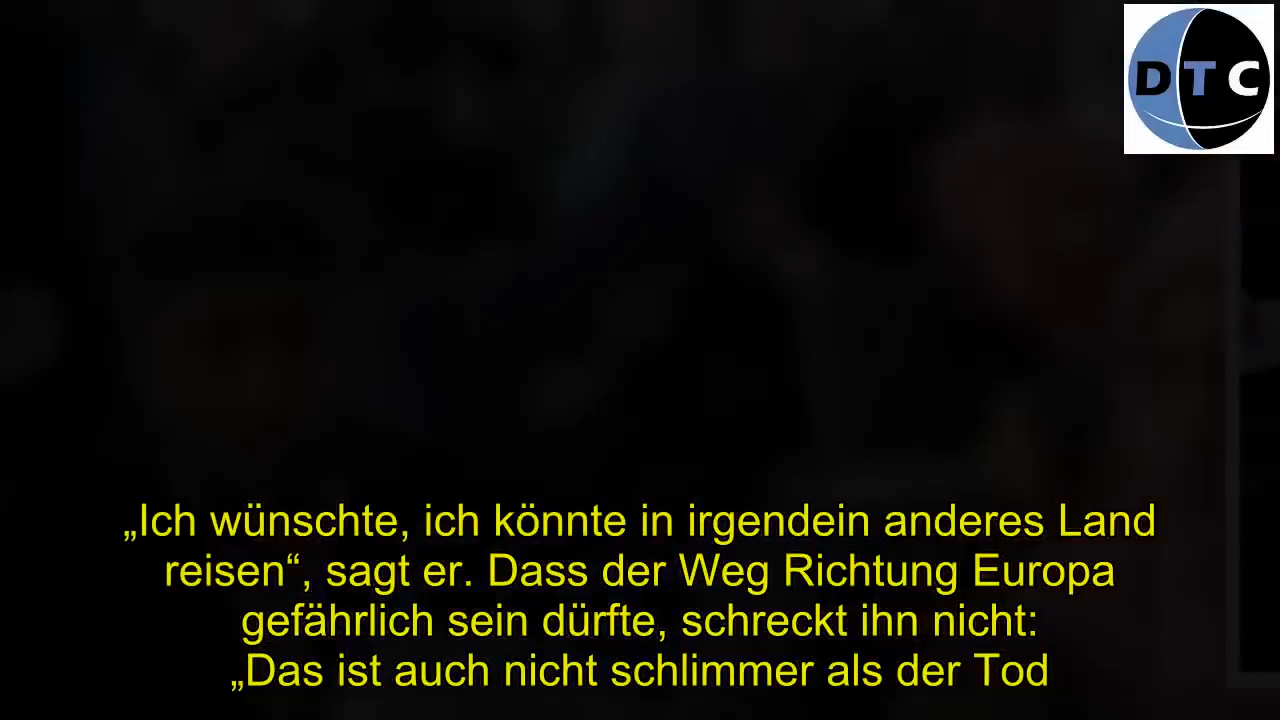 DTC
„Ich wünschte, ich könnte in irgendein anderes Land
reisen“, sagt er. Dass der Weg Richtung Europa
gefährlich sein dürfte, schreckt ihn nicht:
„Das ist auch nicht schlimmer als der Tod